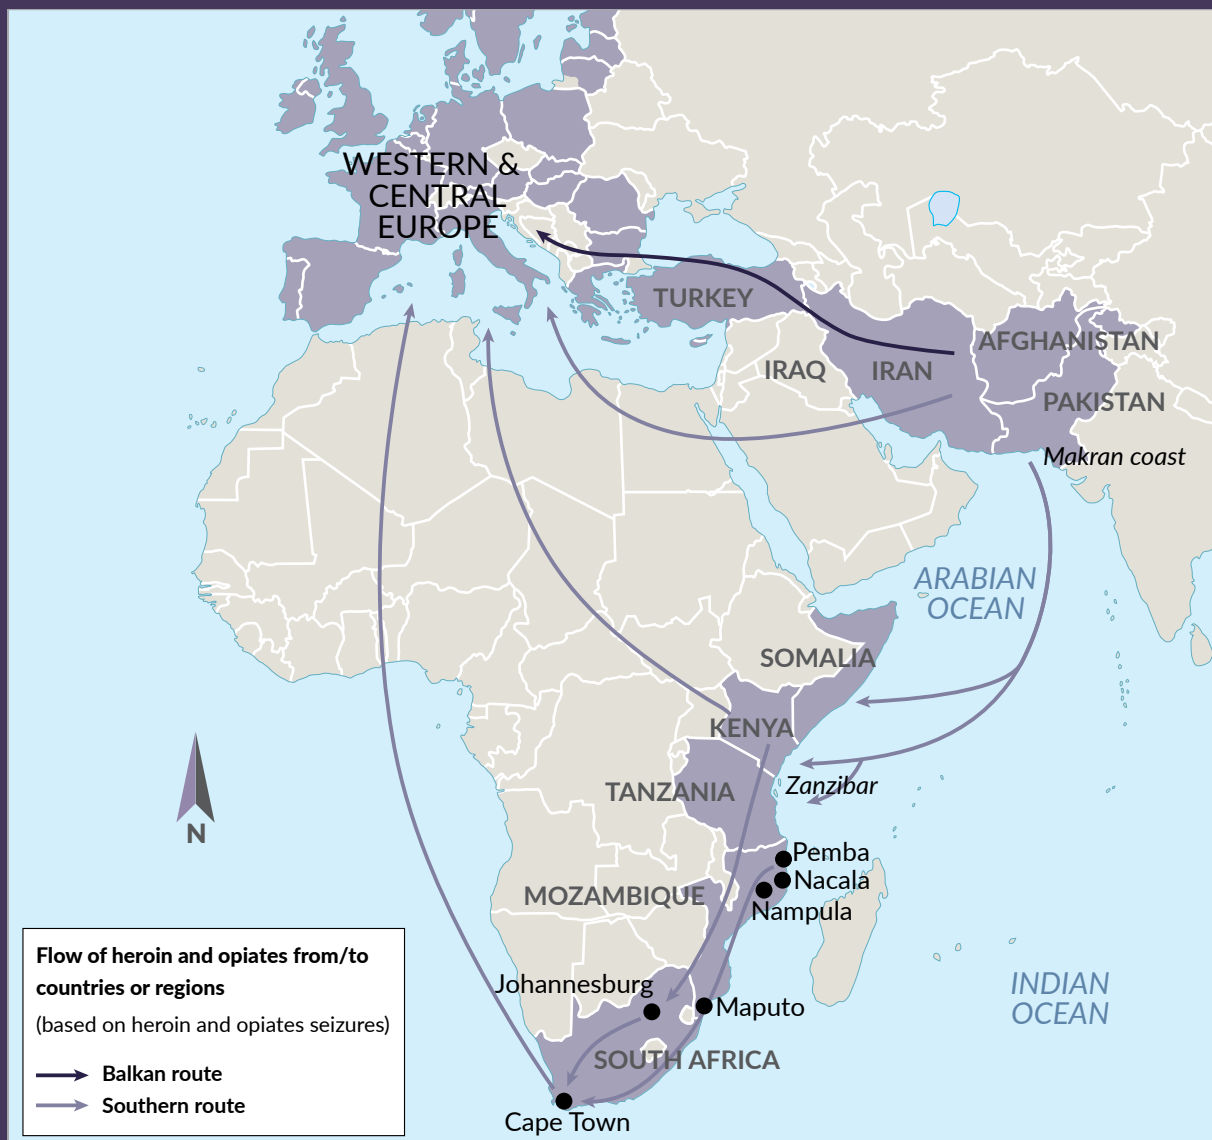 WESTERN &
CENTRAL
EUROPE
TURKEY
IRAQ
IRAN
AFGHANISTAN
PAKISTAN
Makran coast
ARABIAN
OCEAN
SOMALIA
KENYA
TANZANIA
Zanzibar
Pemba
Nacala
Nampula
MOZAMBIQUE
Johannesburg
Maputo
SOUTH AFRICA
Cape Town
INDIAN
OCEAN
N
Flow of heroin and opiates from/to
countries or regions
(based on heroin and opiates seizures)
Balkan route
Southern route